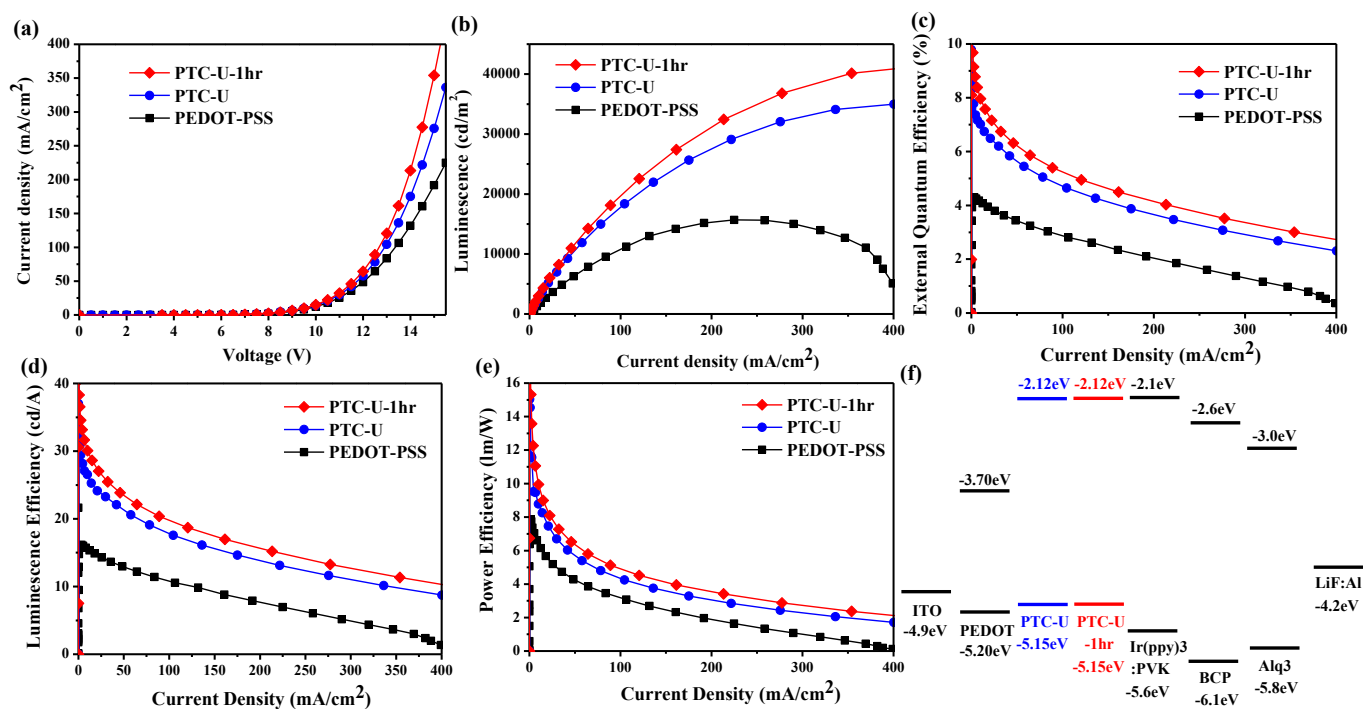 (a)
400
350
300
250
200
150
100
50
0
Current density (mA/cm2)
PTC-U-1hr
PTC-U
PEDOT-PSS
0 2 4 6 8 10 12 14
Voltage (V)
(b)
40000
30000
20000
10000
0
Luminescence (cd/m2)
PTC-U-1hr
PTC-U
PEDOT-PSS
0 100 200 300 400
Current density (mA/cm2)
(c)
10
8
6
4
2
0
External Quantum Efficiency (%)
PTC-U-1hr
PTC-U
PEDOT-PSS
0 100 200 300 400
Current Density (mA/cm2)
(d)
40
30
20
10
0
Luminescence Efficiency (cd/A)
PTC-U-1hr
PTC-U
PEDOT-PSS
0 50 100 150 200 250 300 350 400
Current Density (mA/cm2)
(e)
16
14
12
10
8
6
4
2
0
Power Efficiency (lm/W)
PTC-U-1hr
PTC-U
PEDOT-PSS
0 100 200 300 400
Current Density (mA/cm2)
(f)
-2.12eV
-2.12eV
-2.1eV
-2.6eV
-3.0eV
-3.70eV
LiF:Al
-4.2eV
ITO
-4.9eV
PEDOT
-5.20eV
PTC-U
-5.15eV
PTC-U
-1hr
-5.15eV
Ir(ppy)3
:PVK
-5.6eV
BCP
-6.1eV
Alq3
-5.8eV